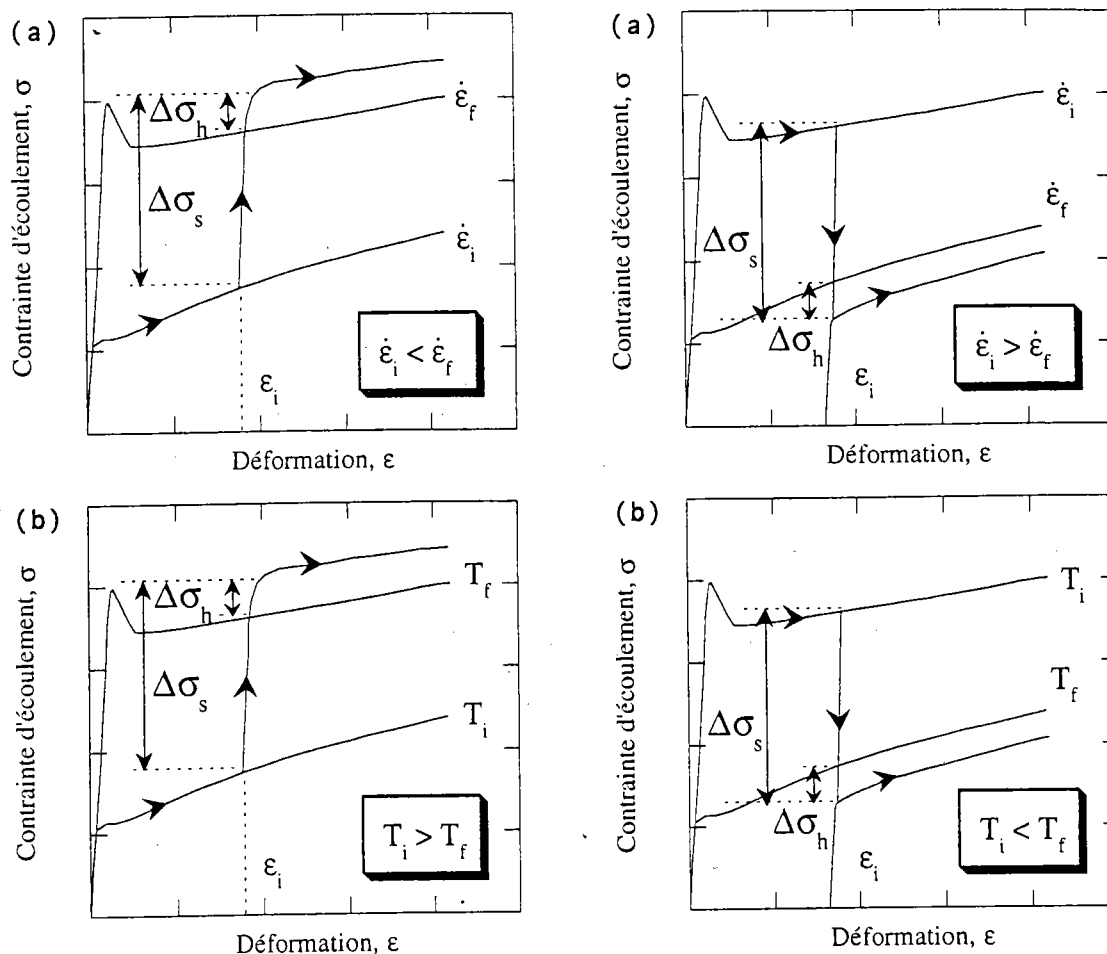 (a)
Contrainte d'écoulement, σ
Δσh
ε̇f
Δσs
ε̇i
ε̇i < ε̇f
εi
Déformation, ε
(a)
Contrainte d'écoulement, σ
ε̇i
ε̇f
Δσs
Δσh
εi
ε̇i > ε̇f
Déformation, ε
(b)
Contrainte d'écoulement, σ
Δσh
Tf
Δσs
Ti
Ti > Tf
εi
Déformation, ε
(b)
Contrainte d'écoulement, σ
Ti
Tf
Δσs
Δσh
εi
Ti < Tf
Déformation, ε